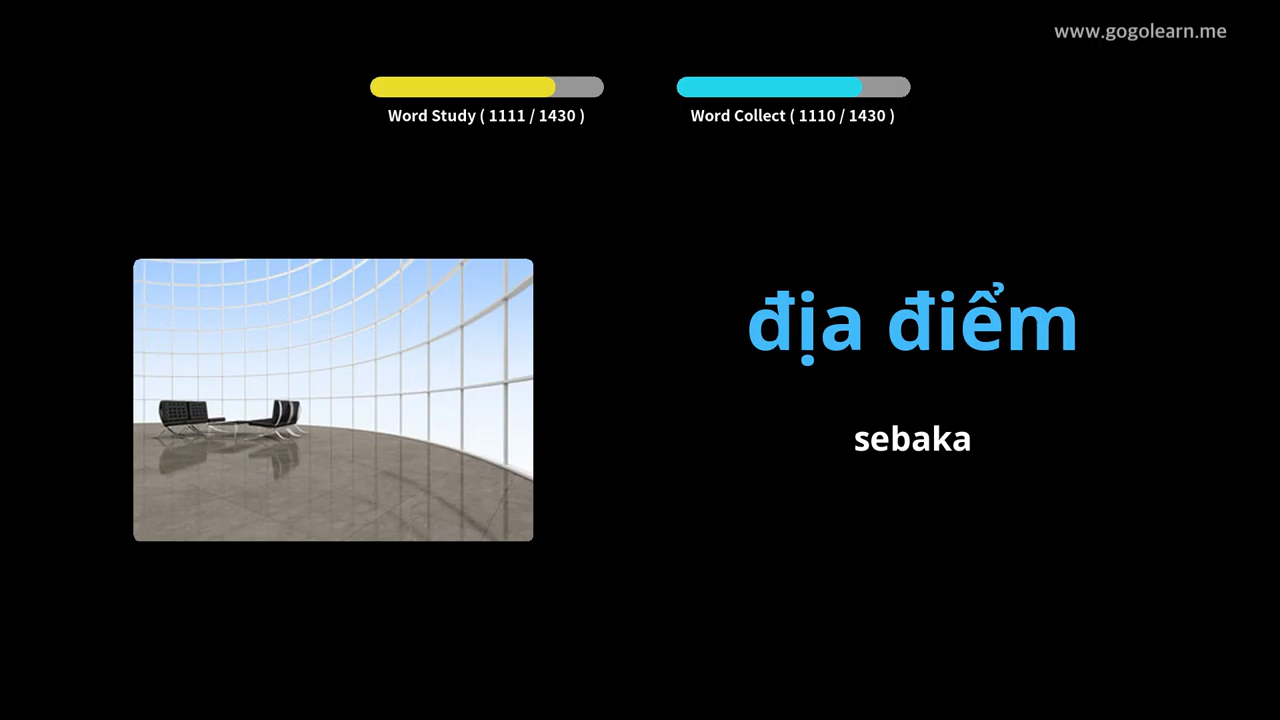 www.gogolearn.me
Word Study ( 1111 / 1430 )
Word Collect ( 1110 / 1430 )
địa điểm
sebaka